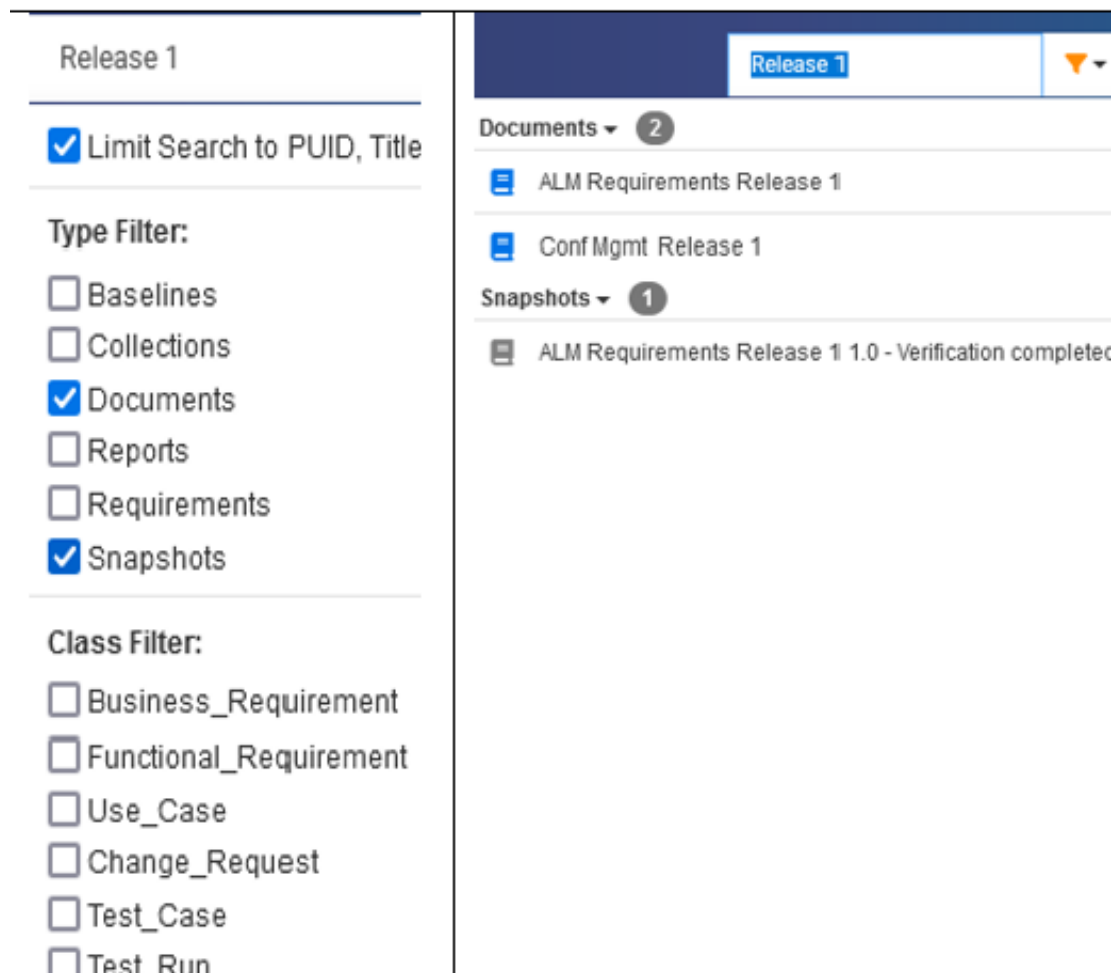 Release 1
Limit Search to PUID, Title
Type Filter:
Baselines
Collections
Documents
Reports
Requirements
Snapshots
Class Filter:
Business_Requirement
Functional_Requirement
Use_Case
Change_Request
Test_Case
Test_Run
Release 1
Documents 2
ALM Requirements Release 1
Conf Mgmt Release 1
Snapshots 1
ALM Requirements Release 1 1.0 - Verification completed